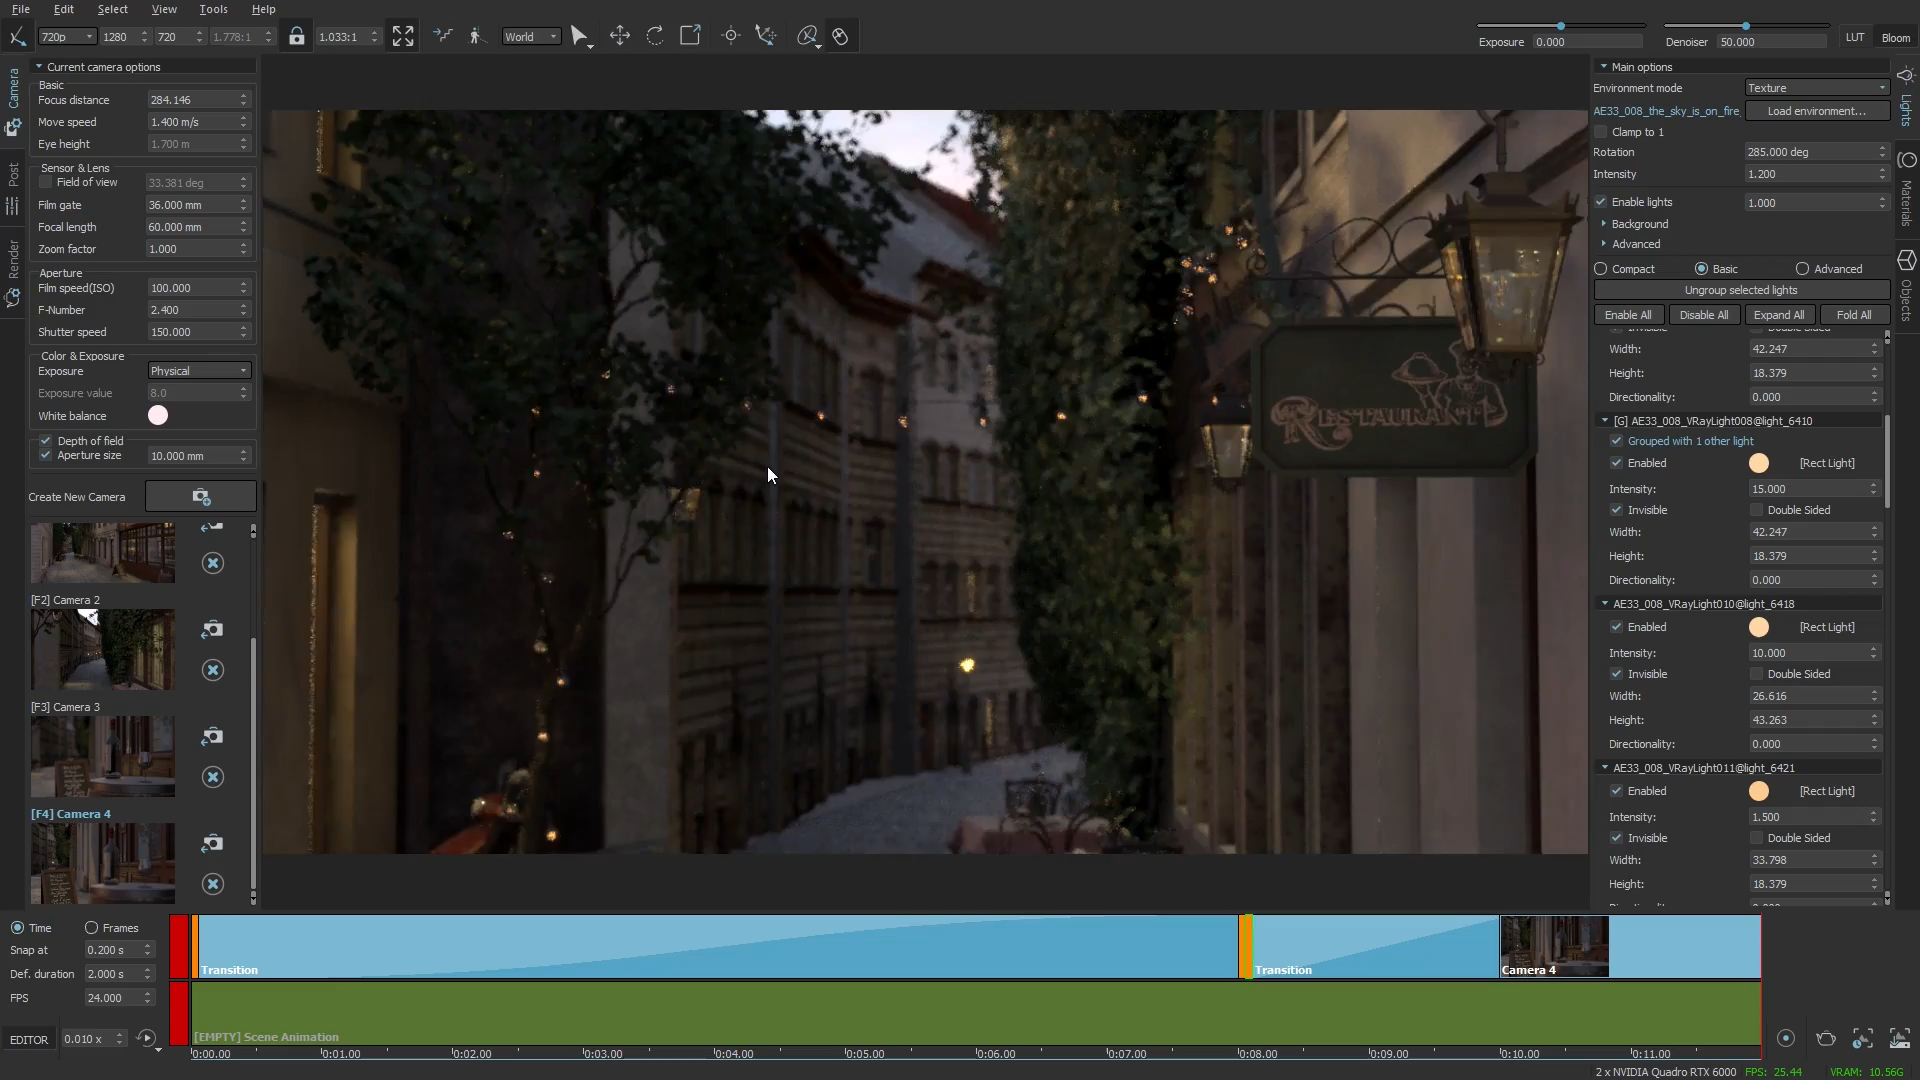 File Edit Select View Tools Help
720p 1280 720 1.778:1 1.033:1 World
Exposure 0.000 Denoiser 50.000 LUT Bloom
Camera
Post
Render
Current camera options
Basic
Focus distance 284.146
Move speed 1.400 m/s
Eye height 1.700 m
Sensor & Lens
Field of view 33.381 deg
Film gate 36.000 mm
Focal length 60.000 mm
Zoom factor 1.000
Aperture
Film speed(ISO) 100.000
F-Number 2.400
Shutter speed 150.000
Color & Exposure
Exposure Physical
Exposure value 8.0
White balance
Depth of field
Aperture size 10.000 mm
Create New Camera
[F2] Camera 2
[F3] Camera 3
[F4] Camera 4
RESTAURANT
Main options
Environment mode Texture
AE33_008_the_sky_is_on_fire. Load environment...
Clamp to 1
Rotation 285.000 deg
Intensity 1.200
Enable lights 1.000
Background
Advanced
Compact Basic Advanced
Ungroup selected lights
Enable All Disable All Expand All Fold All
Width: 42.247
Height: 18.379
Directionality: 0.000
[G] AE33_008_VRayLight008@light_6410
Grouped with 1 other light
Enabled [Rect Light]
Intensity: 15.000
Invisible Double Sided
Width: 42.247
Height: 18.379
Directionality: 0.000
AE33_008_VRayLight010@light_6418
Enabled [Rect Light]
Intensity: 10.000
Invisible Double Sided
Width: 26.616
Height: 43.263
Directionality: 0.000
AE33_008_VRayLight011@light_6421
Enabled [Rect Light]
Intensity: 1.500
Invisible Double Sided
Width: 33.798
Height: 18.379
Lights
Materials
Objects
Time Frames
Snap at 0.200 s
Def. duration 2.000 s
FPS 24.000
EDITOR 0.010 x
Transition Transition Camera 4
[EMPTY] Scene Animation
0:00.00 0:01.00 0:02.00 0:03.00 0:04.00 0:05.00 0:06.00 0:07.00 0:08.00 0:09.00 0:10.00 0:11.00
2 x NVIDIA Quadro RTX 6000 FPS: 25.44 VRAM: 10.56G